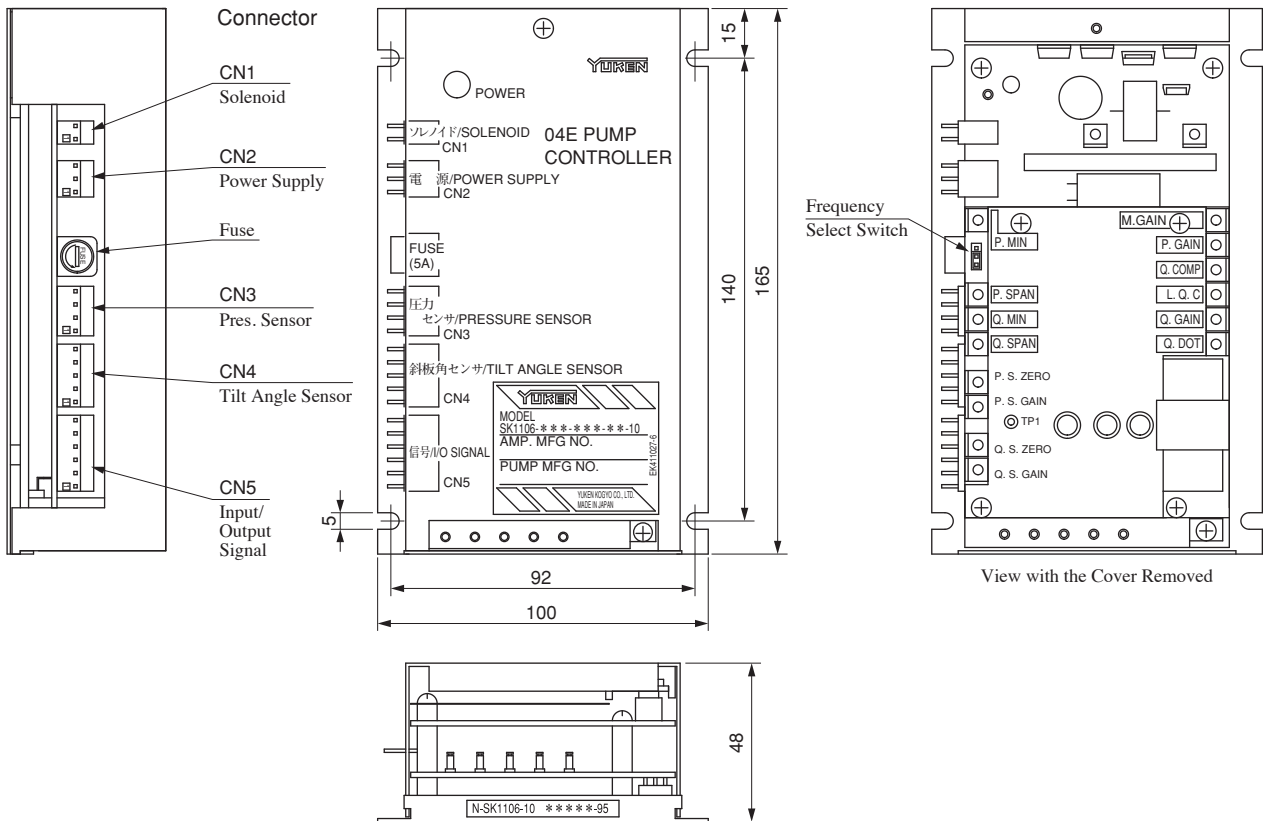 Connector
CN1
Solenoid
CN2
Power Supply
Fuse
CN3
Pres. Sensor
CN4
Tilt Angle Sensor
CN5
Input/
Output
Signal
FUSE
YUKEN
POWER
ソレノイド/SOLENOID
CN1
04E PUMP
CONTROLLER
電 源/POWER SUPPLY
CN2
FUSE
(5A)
圧力
センサ/PRESSURE SENSOR
CN3
斜板角センサ/TILT ANGLE SENSOR
CN4
信号/I/O SIGNAL
CN5
YUKEN
MODEL
SK1106-***-***-**-10
AMP. MFG NO.
PUMP MFG NO.
YUKEN KOGYO CO., LTD.
MADE IN JAPAN
EK411027-6
15
140
165
5
92
100
Frequency
Select Switch
P. MIN
P. SPAN
Q. MIN
Q. SPAN
P. S. ZERO
P. S. GAIN
TP1
Q. S. ZERO
Q. S. GAIN
M.GAIN
P. GAIN
Q. COMP
L. Q. C
Q. GAIN
Q. DOT
View with the Cover Removed
48
N-SK1106-10 *****-95